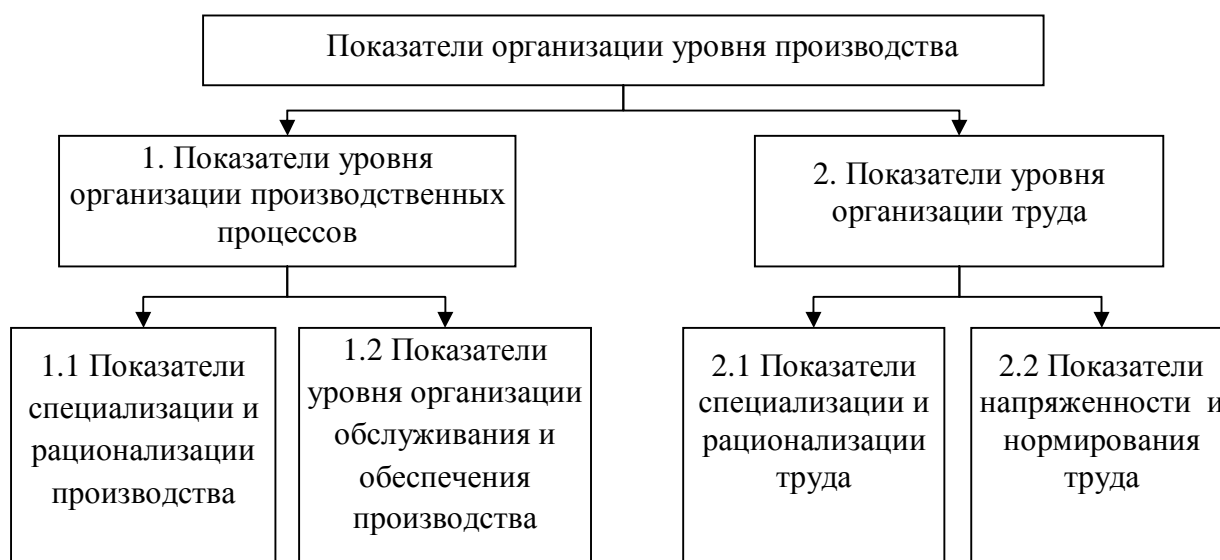 Показатели организации уровня производства
1. Показатели уровня
организации производственных
процессов
2. Показатели уровня
организации труда
1.1 Показатели
специализации и
рационализации
производства
1.2 Показатели
уровня организации
обслуживания и
обеспечения
производства
2.1 Показатели
специализации и
рационализации
труда
2.2 Показатели
напряженности и
нормирования
труда